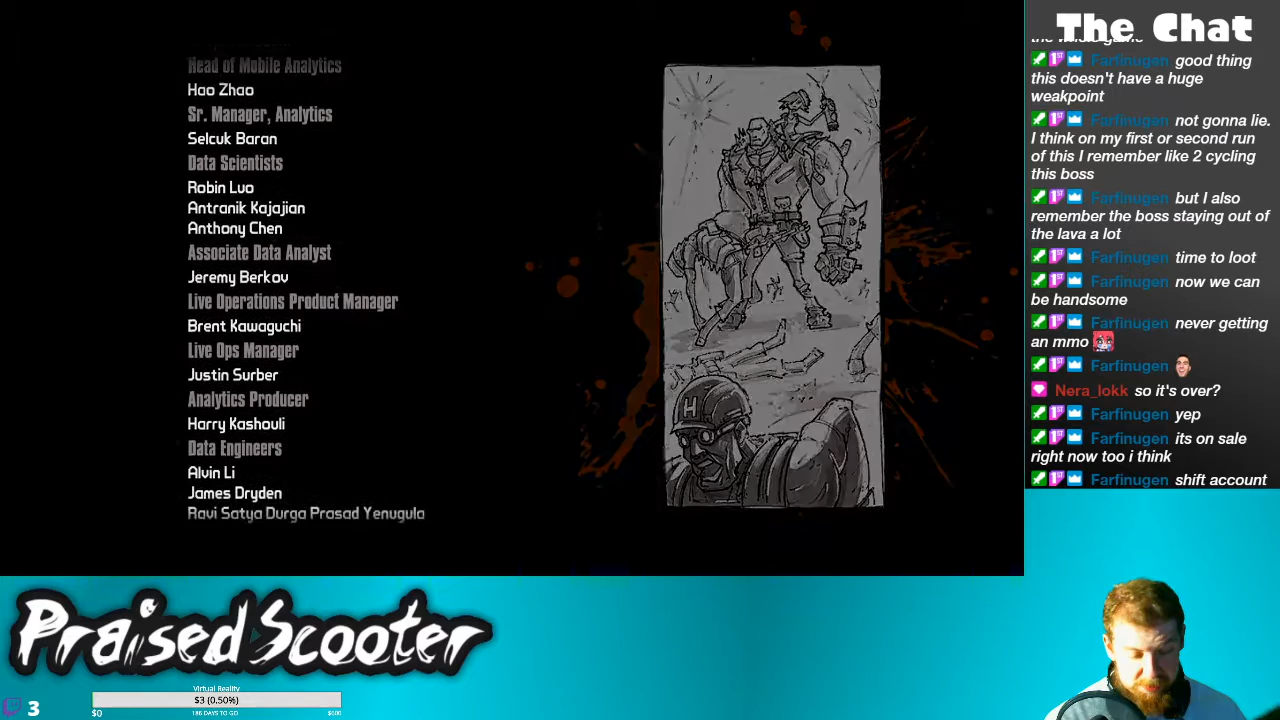 Head of Mobile Analytics
Hao Zhao
Sr. Manager, Analytics
Selcuk Baran
Data Scientists
Robin Luo
Antranik Kajajian
Anthony Chen
Associate Data Analyst
Jeremy Berkov
Live Operations Product Manager
Brent Kawaguchi
Live Ops Manager
Justin Surber
Analytics Producer
Harry Kashouli
Data Engineers
Alvin Li
James Dryden
Ravi Satya Durga Prasad Yenugula
H
The Chat
Farfinugen good thing
this doesn't have a huge
weakpoint
Farfinugen not gonna lie.
I think on my first or second run
of this I remember like 2 cycling
this boss
Farfinugen but I also
remember the boss staying out of
the lava a lot
Farfinugen time to loot
Farfinugen now we can
be handsome
Farfinugen never getting
an mmo
Farfinugen
Nera_lokk so it's over?
Farfinugen yep
Farfinugen its on sale
right now too i think
Farfinugen shift account
Praised Scooter
3
Virtual Reality
$3 (0.50%)
$0 186 DAYS TO GO